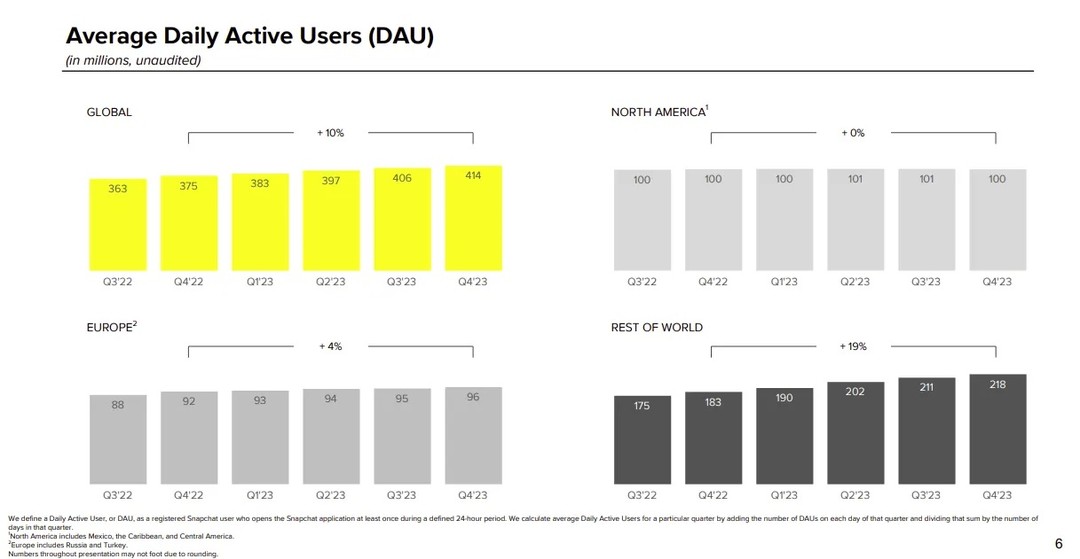 Average Daily Active Users (DAU)
(in millions, unaudited)
GLOBAL
+ 10%
363 375 383 397 406 414
Q3'22 Q4'22 Q1'23 Q2'23 Q3'23 Q4'23
NORTH AMERICA¹
+ 0%
100 100 100 101 101 100
Q3'22 Q4'22 Q1'23 Q2'23 Q3'23 Q4'23
EUROPE²
+ 4%
88 92 93 94 95 96
Q3'22 Q4'22 Q1'23 Q2'23 Q3'23 Q4'23
REST OF WORLD
+ 19%
175 183 190 202 211 218
Q3'22 Q4'22 Q1'23 Q2'23 Q3'23 Q4'23
We define a Daily Active User, or DAU, as a registered Snapchat user who opens the Snapchat application at least once during a defined 24-hour period. We calculate average Daily Active Users for a particular quarter by adding the number of DAUs on each day of that quarter and dividing that sum by the number of
days in that quarter.
¹North America includes Mexico, the Caribbean, and Central America.
²Europe includes Russia and Turkey.
Numbers throughout presentation may not foot due to rounding.
6